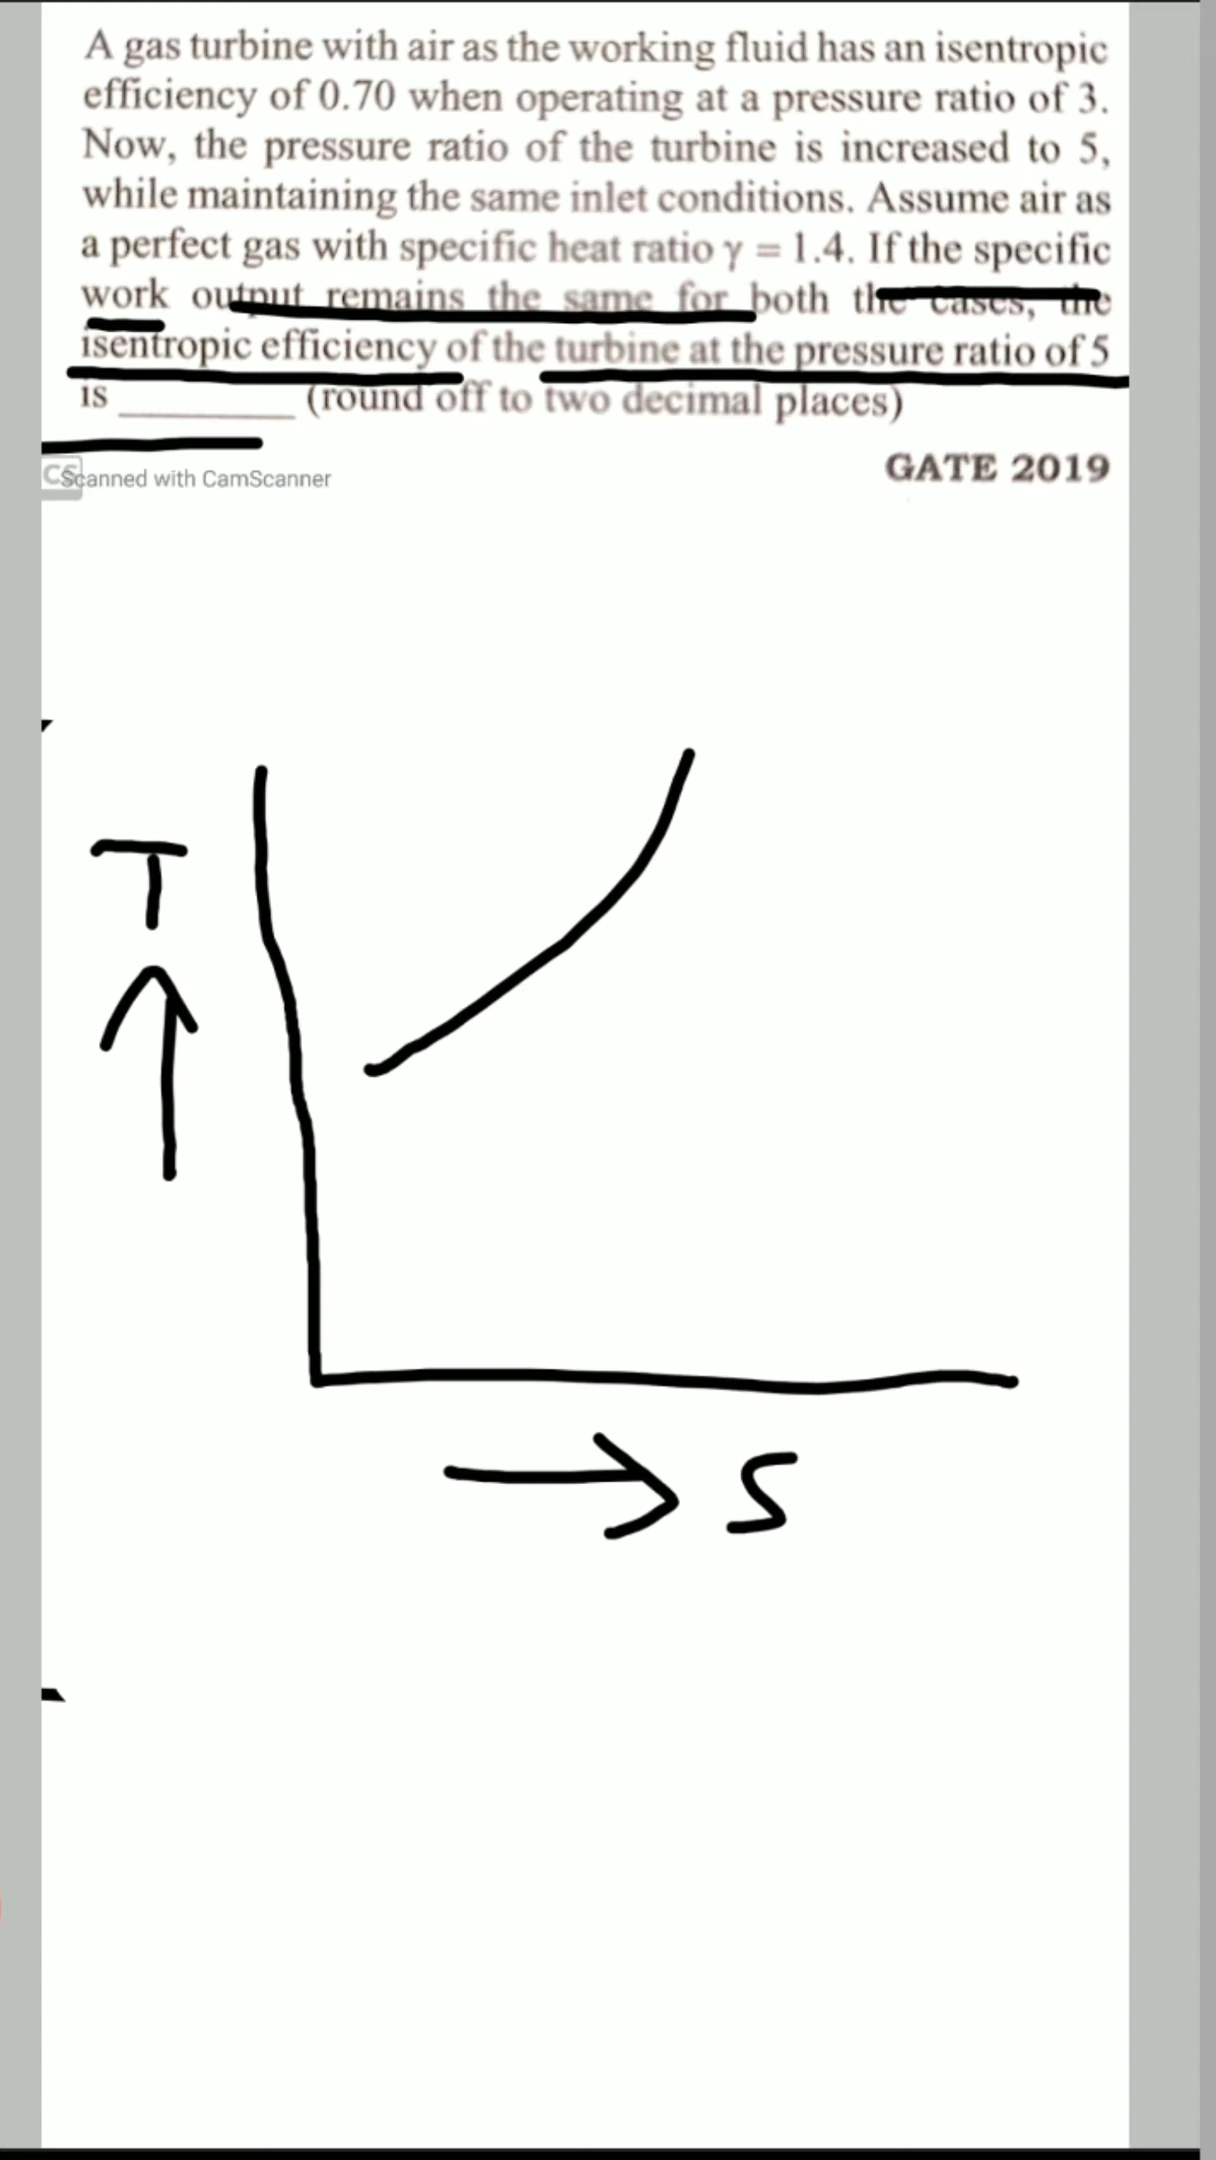 A gas turbine with air as the working fluid has an isentropic
efficiency of 0.70 when operating at a pressure ratio of 3.
Now, the pressure ratio of the turbine is increased to 5,
while maintaining the same inlet conditions. Assume air as
a perfect gas with specific heat ratio γ = 1.4. If the specific
work output remains the same for both the cases, the
isentropic efficiency of the turbine at the pressure ratio of 5
is ________ (round off to two decimal places)
CS Scanned with CamScanner
GATE 2019
T
S